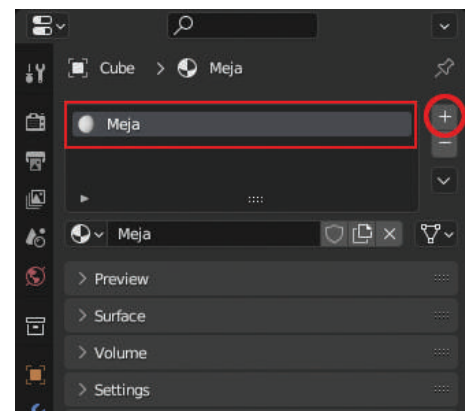 Cube > Meja
Meja
Meja
> Preview
> Surface
> Volume
> Settings